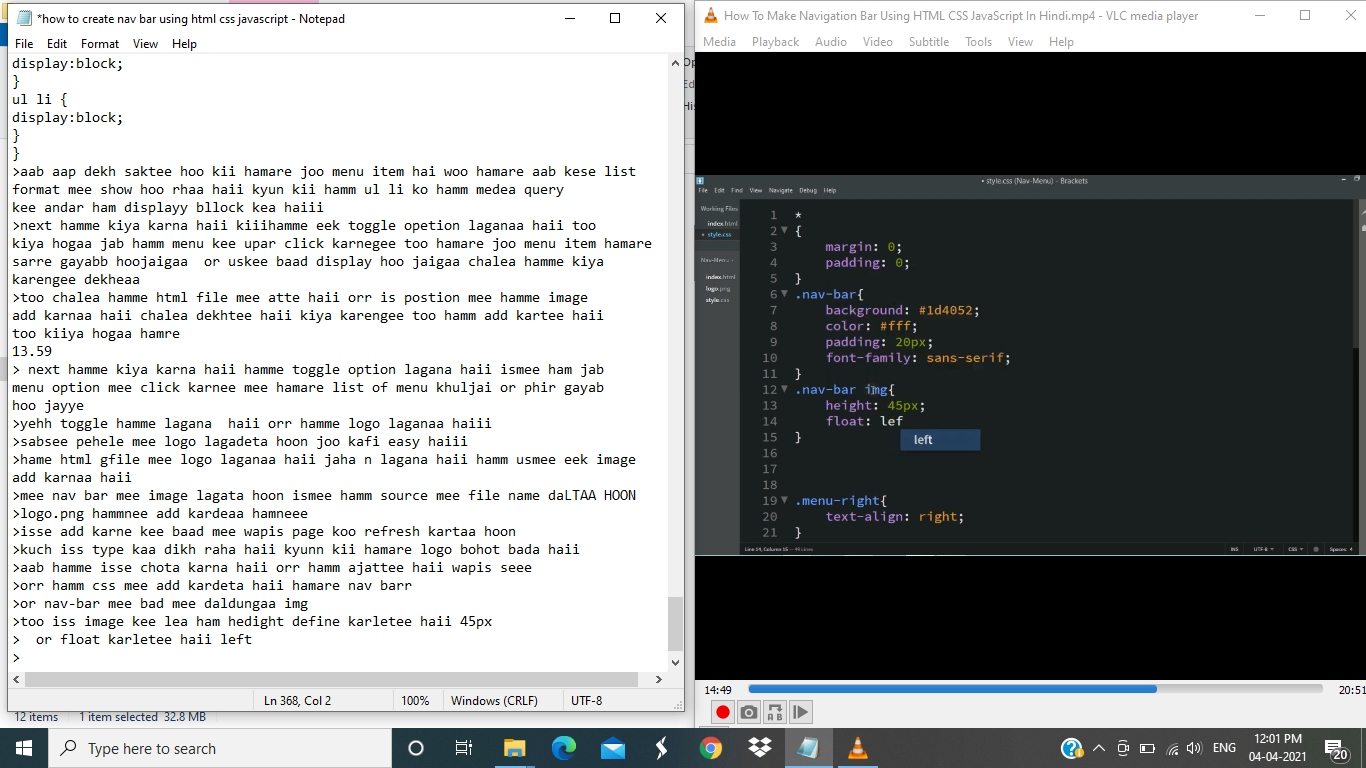 *how to create nav bar using html css javascript - Notepad
File Edit Format View Help
display:block;
}
ul li {
display:block;
}
}
>aab aap dekh saktee hoo kii hamare joo menu item hai woo hamare aab kese list
format mee show hoo rhaa haii kyun kii hamm ul li ko hamm medea query
kee andar ham displayy bllock kea haiii
>next hamme kiya karna haii kiiihamme eek toggle opetion laganaa haii too
kiya hogaa jab hamm menu kee upar click karnegee too hamare joo menu item hamare
sarre gayabb hoojaigaa  or uskee baad display hoo jaigaa chalea hamme kiya
karengee dekheaa
>too chalea hamme html file mee atte haii orr is postion mee hamme image
add karnaa haii chalea dekhtee haii kiya karengee too hamm add kartee haii
too kiiya hogaa hamre
13.59
> next hamme kiya karna haii hamme toggle option lagana haii ismee ham jab
menu option mee click karnee mee hamare list of menu khuljai or phir gayab
hoo jayye
>yehh toggle hamme lagana  haii orr hamme logo laganaa haiii
>sabsee pehele mee logo lagadeta hoon joo kafi easy haiii
>hame html gfile mee logo laganaa haii jaha n lagana haii hamm usmee eek image
add karnaa haii
>mee nav bar mee image lagata hoon ismee hamm source mee file name daLTAA HOON
>logo.png hammnee add kardeaa hamneee
>isse add karne kee baad mee wapis page koo refresh kartaa hoon
>kuch iss type kaa dikh raha haii kyunn kii hamare logo bohot bada haii
>aab hamme isse chota karna haii orr hamm ajattee haii wapis seee
>orr hamm css mee add kardeta haii hamare nav barr
>or nav-bar mee bad mee daldungaa img
>too iss image kee lea ham hedight define karletee haii 45px
>  or float karletee haii left
>
Ln 368, Col 2 100% Windows (CRLF) UTF-8
12 items 1 item selected 32.8 MB
How To Make Navigation Bar Using HTML CSS JavaScript In Hindi.mp4 - VLC media player
Media Playback Audio Video Subtitle Tools View Help
• style.css (Nav-Menu) - Brackets
File Edit Find View Navigate Debug Help
Working Files
index.html
• style.css
Nav-Menu
index.html
logo.png
style.css
1 *
2 {
3 margin: 0;
4 padding: 0;
5 }
6 .nav-bar{
7 background: #1d4052;
8 color: #fff;
9 padding: 20px;
10 font-family: sans-serif;
11 }
12 .nav-bar img{
13 height: 45px;
14 float: lef
left
15 }
16
17
18
19 .menu-right{
20 text-align: right;
21 }
Line 14, Column 15 — 49 Lines INS UTF-8 CSS Spaces: 4
14:49 20:51
Type here to search
ENG
12:01 PM
04-04-2021
20